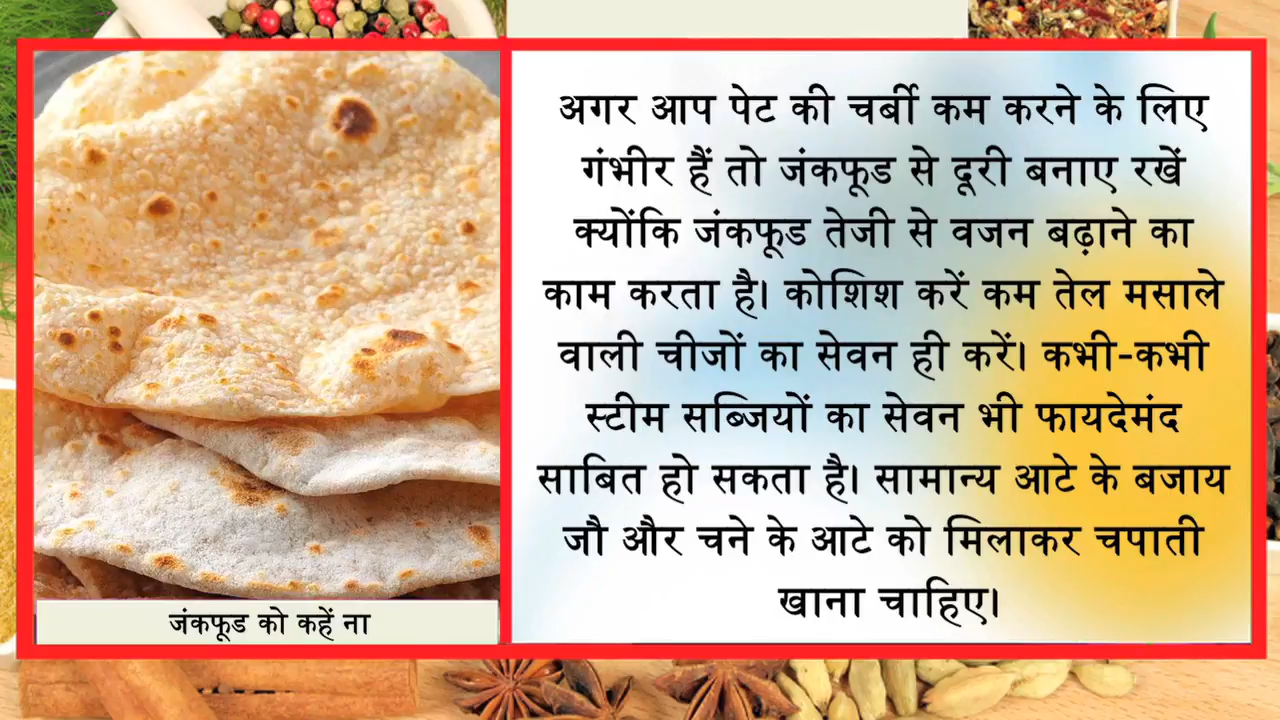 अगर आप पेट की चर्बी कम करने के लिए
गंभीर हैं तो जंकफूड से दूरी बनाए रखें
क्योंकि जंकफूड तेजी से वजन बढ़ाने का
काम करता है। कोशिश करें कम तेल मसाले
वाली चीजों का सेवन ही करें। कभी-कभी
स्टीम सब्जियों का सेवन भी फायदेमंद
साबित हो सकता है। सामान्य आटे के बजाय
जौ और चने के आटे को मिलाकर चपाती
खाना चाहिए।
जंकफूड को कहें ना